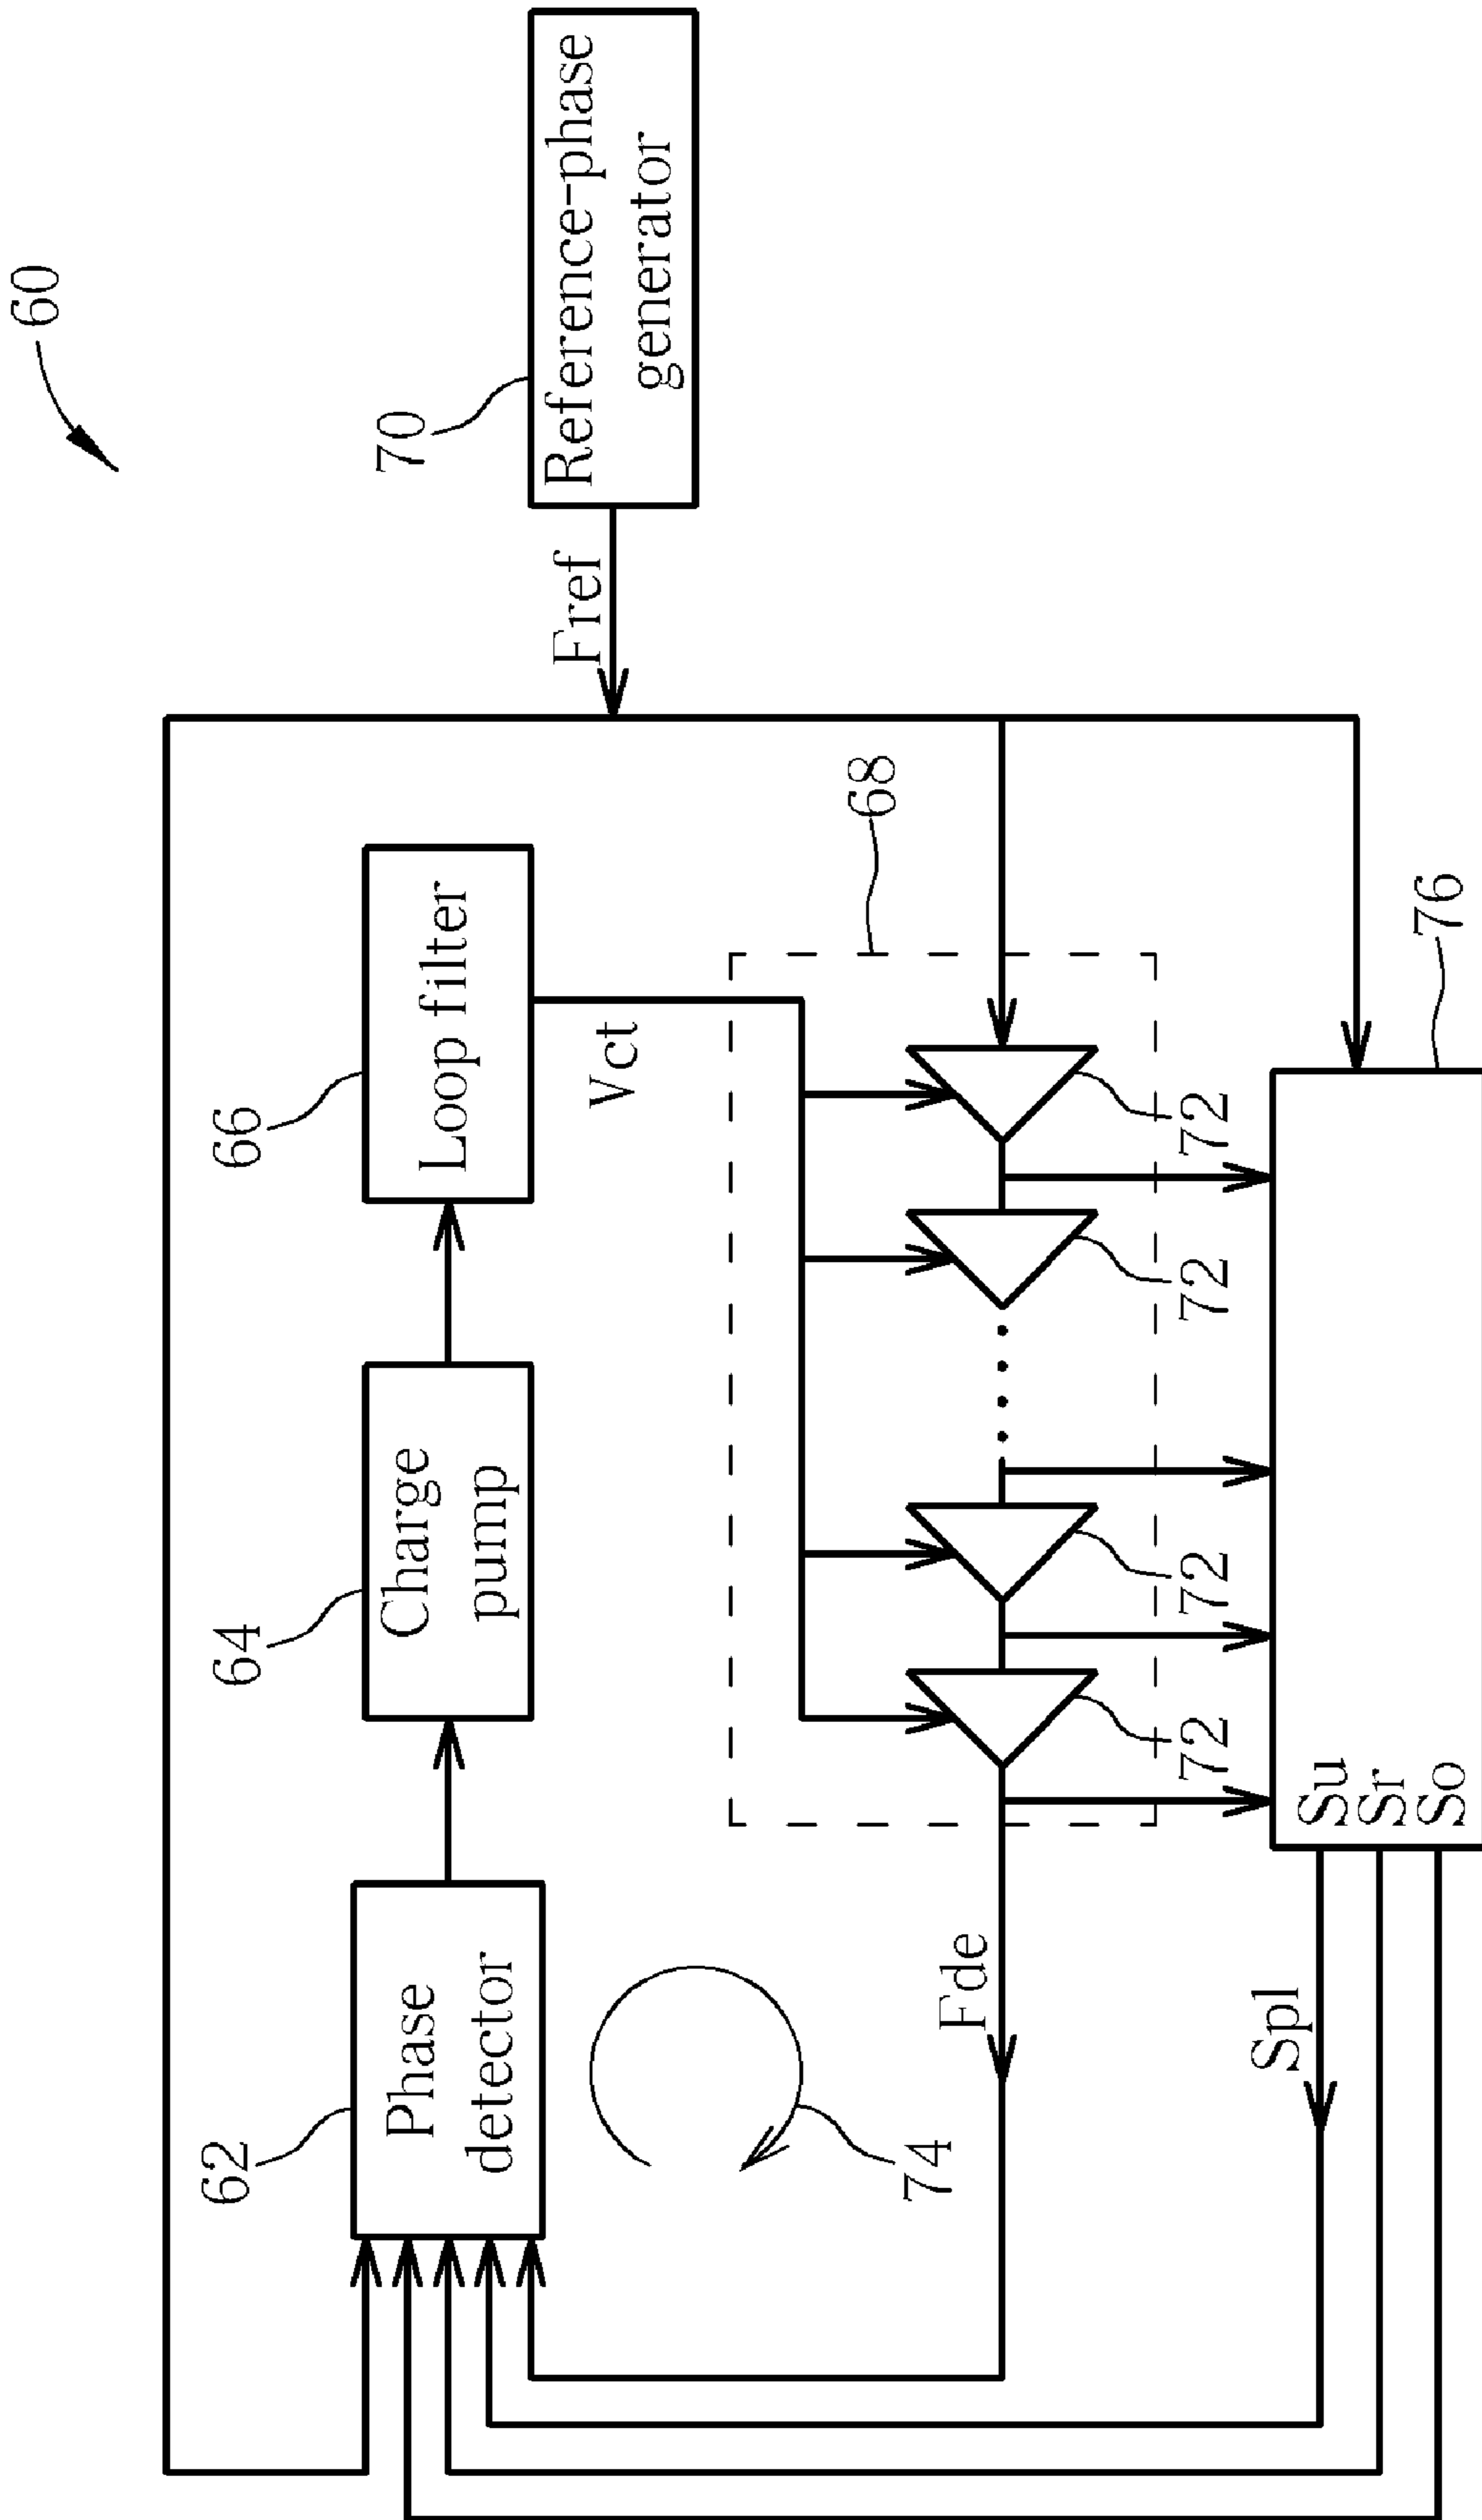 60
62
Phase
detector
64
Charge
pump
66
Loop filter
70
Reference-phase
generator
Fref
Vct
68
74
Fde
72
72
72
72
Spl
Su
Sr
So
76